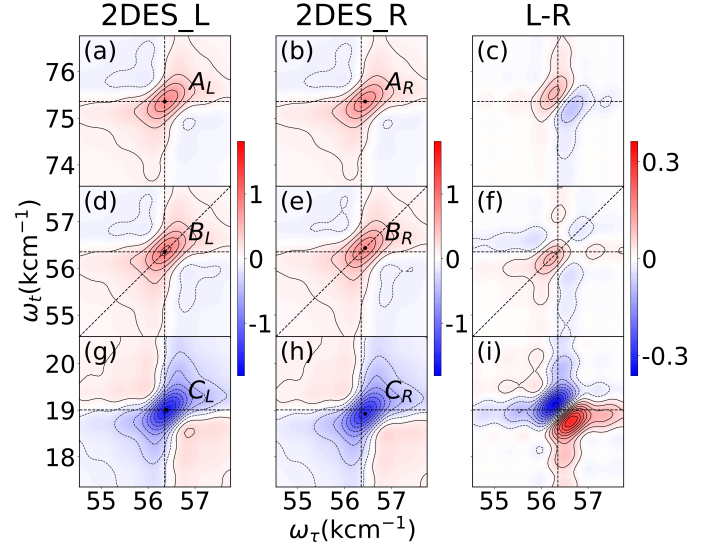 2DES_L 2DES_R L-R
(a) A_L (b) A_R (c)
76
75
74
(d) B_L (e) B_R (f)
57
56
55
(g) C_L (h) C_R (i)
20
19
18
1
0
-1
1
0
-1
0.3
0
-0.3
ω_t(kcm⁻¹)
55 56 57 55 56 57 55 56 57
ω_τ(kcm⁻¹)